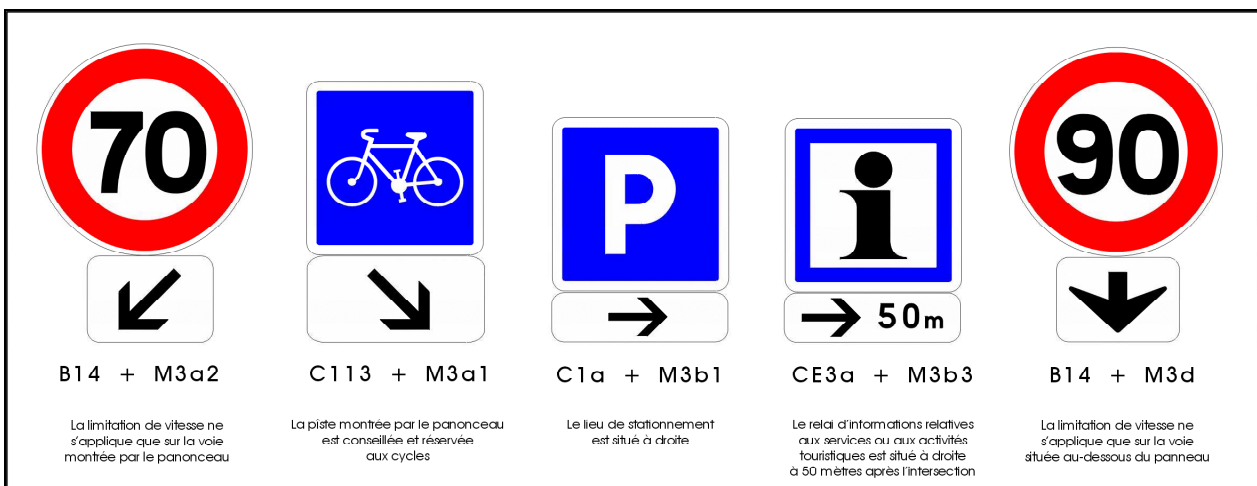 70
P
i
90
50m
B14 + M3a2
C113 + M3a1
C1a + M3b1
CE3a + M3b3
B14 + M3d
La limitation de vitesse ne
s'applique que sur la voie
montrée par le panonceau
La piste montrée par le panonceau
est conseillée et réservée
aux cycles
Le lieu de stationnement
est situé à droite
Le relai d'informations relatives
aux services ou aux activités
touristiques est situé à droite
à 50 mètres après l'intersection
La limitation de vitesse ne
s'applique que sur la voie
située au-dessous du panneau